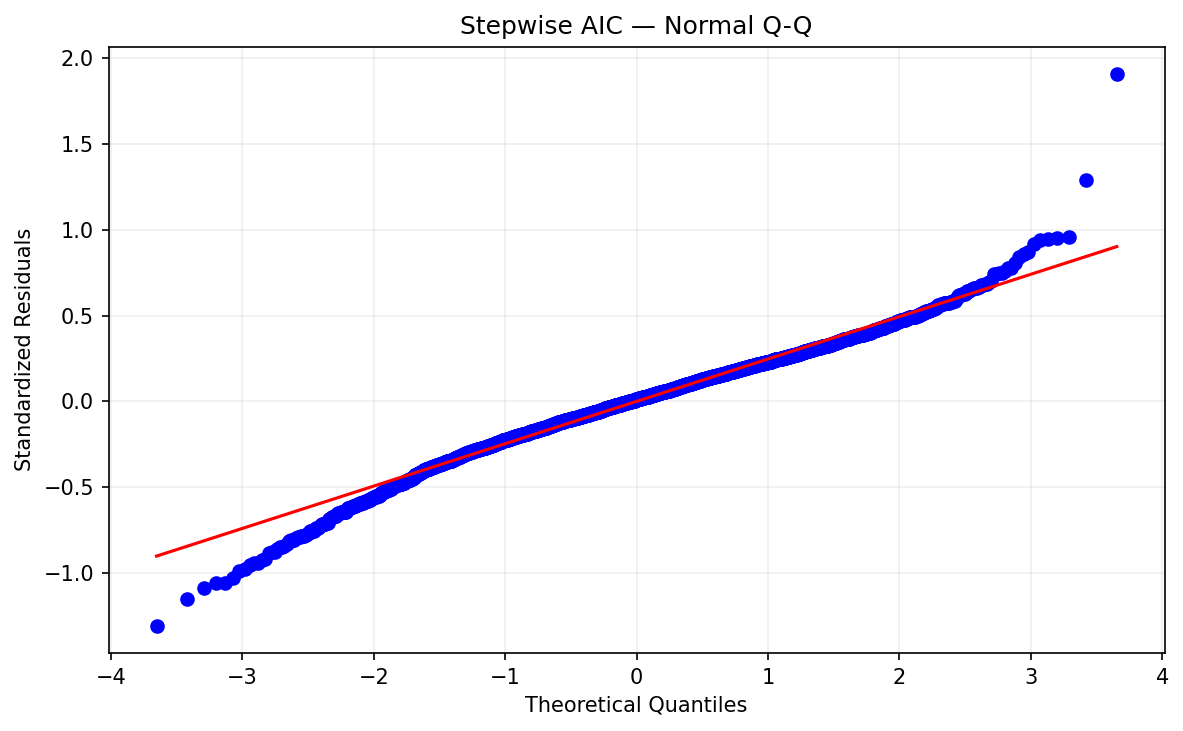 Stepwise AIC — Normal Q-Q
2.0
1.5
1.0
0.5
0.0
−0.5
−1.0
Standardized Residuals
−4 −3 −2 −1 0 1 2 3 4
Theoretical Quantiles